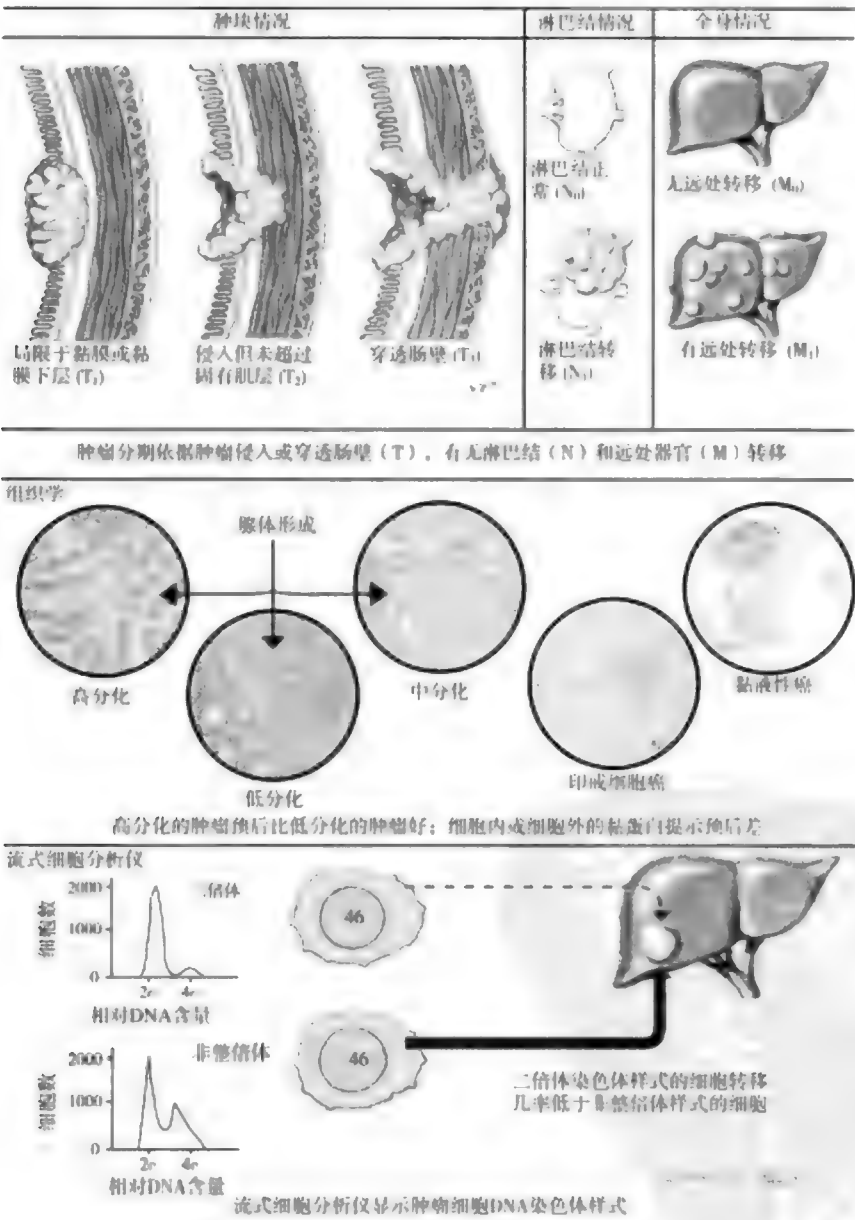 肿块情况
淋巴结情况
全身情况
淋巴结正
常 (N₀)
无远处转移 (M₀)
局限于黏膜或黏
膜下层 (T₁)
侵入但未超过
固有肌层 (T₂)
穿透肠壁
淋巴结转
移 (N₁)
有远处转移 (M₁)
肿瘤分期依据肿瘤侵入或穿透肠壁（T），有无淋巴结（N）和远处器官（M）转移
组织学
腺体形成
高分化
中分化
黏液性癌
低分化
印戒细胞癌
高分化的肿瘤预后比低分化的肿瘤好；细胞内或细胞外的黏蛋白提示预后差
流式细胞分析仪
细胞数
2000
1000
0
2c 4c
相对DNA含量
倍体
46
细胞数
2000
1000
0
2c 4c
相对DNA含量
非整倍体
46
二倍体染色体样式的细胞转移
几率低于非整倍体样式的细胞
流式细胞分析仪显示肿瘤细胞DNA染色体样式